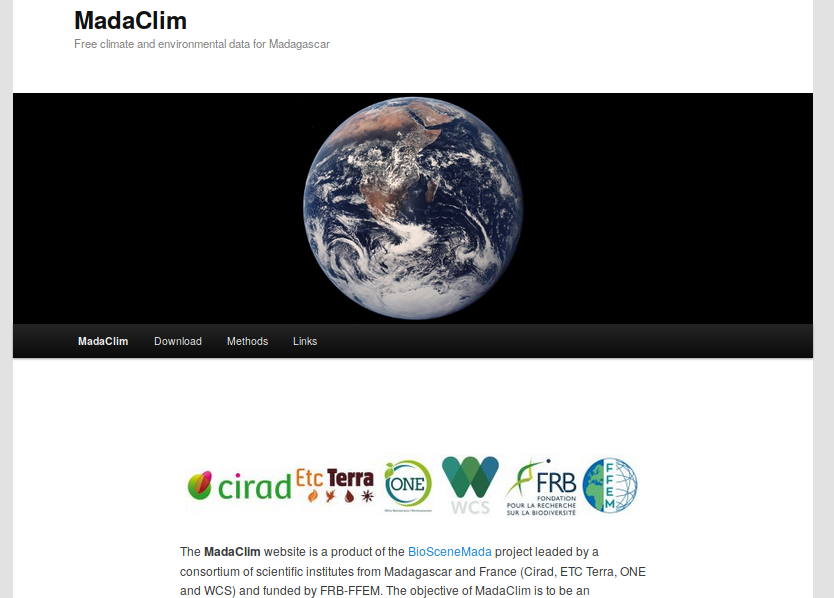 MadaClim
Free climate and environmental data for Madagascar
MadaClim Download Methods Links
cirad Etc Terra ONE WCS FRB FFEM
FONDATION
POUR LA RECHERCHE
SUR LA BIODIVERSITÉ
The MadaClim website is a product of the BioSceneMada project leaded by a
consortium of scientific institutes from Madagascar and France (Cirad, ETC Terra, ONE
and WCS) and funded by FRB-FFEM. The objective of MadaClim is to be an